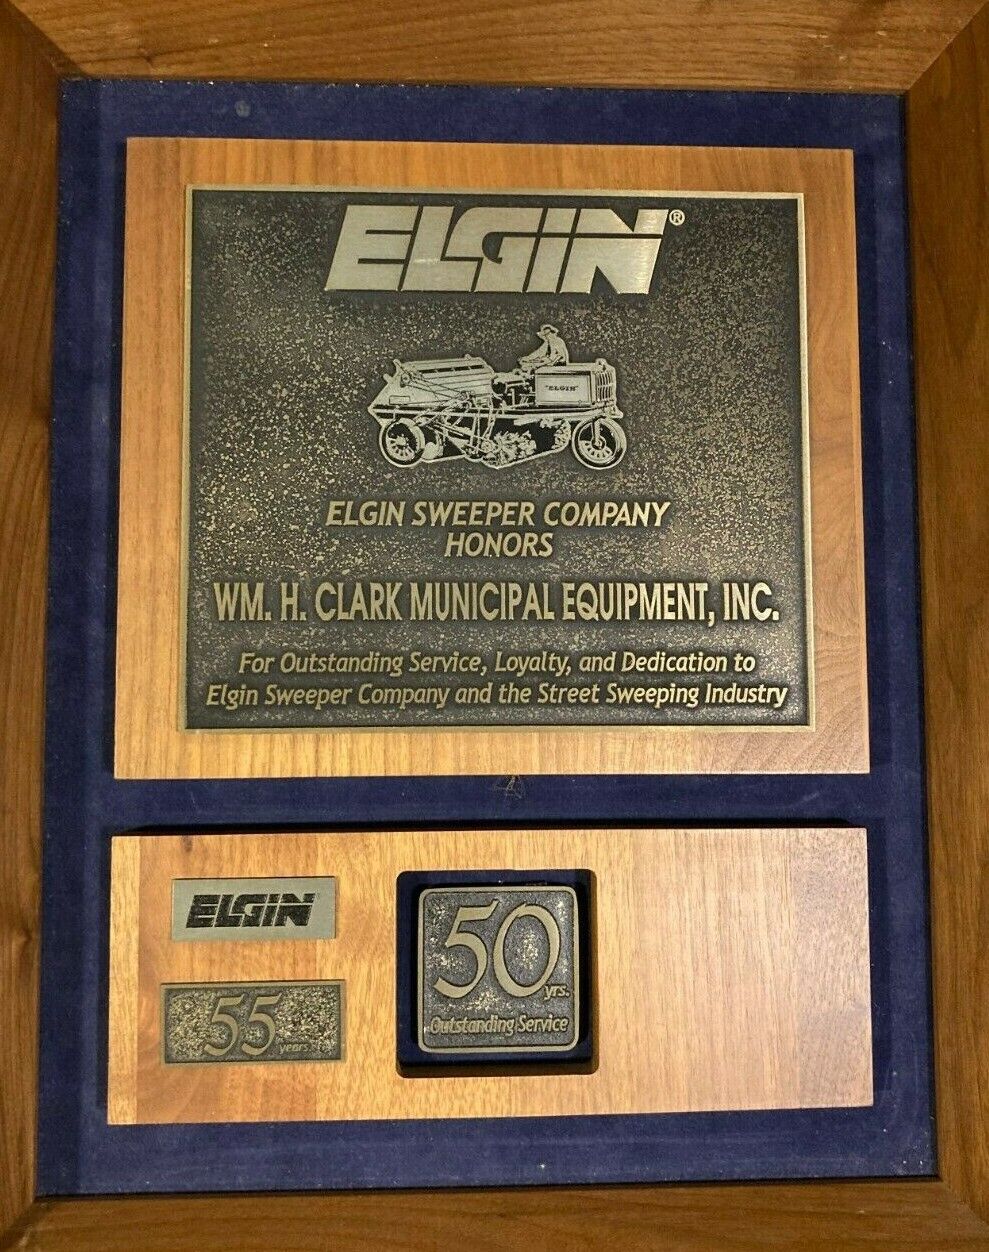 ELGiN®
"ELGIN"
ELGIN SWEEPER COMPANY
HONORS
WM. H. CLARK MUNICIPAL EQUIPMENT, INC.
For Outstanding Service, Loyalty, and Dedication to
Elgin Sweeper Company and the Street Sweeping Industry
ELGiN
55
years
50
yrs.
Outstanding Service